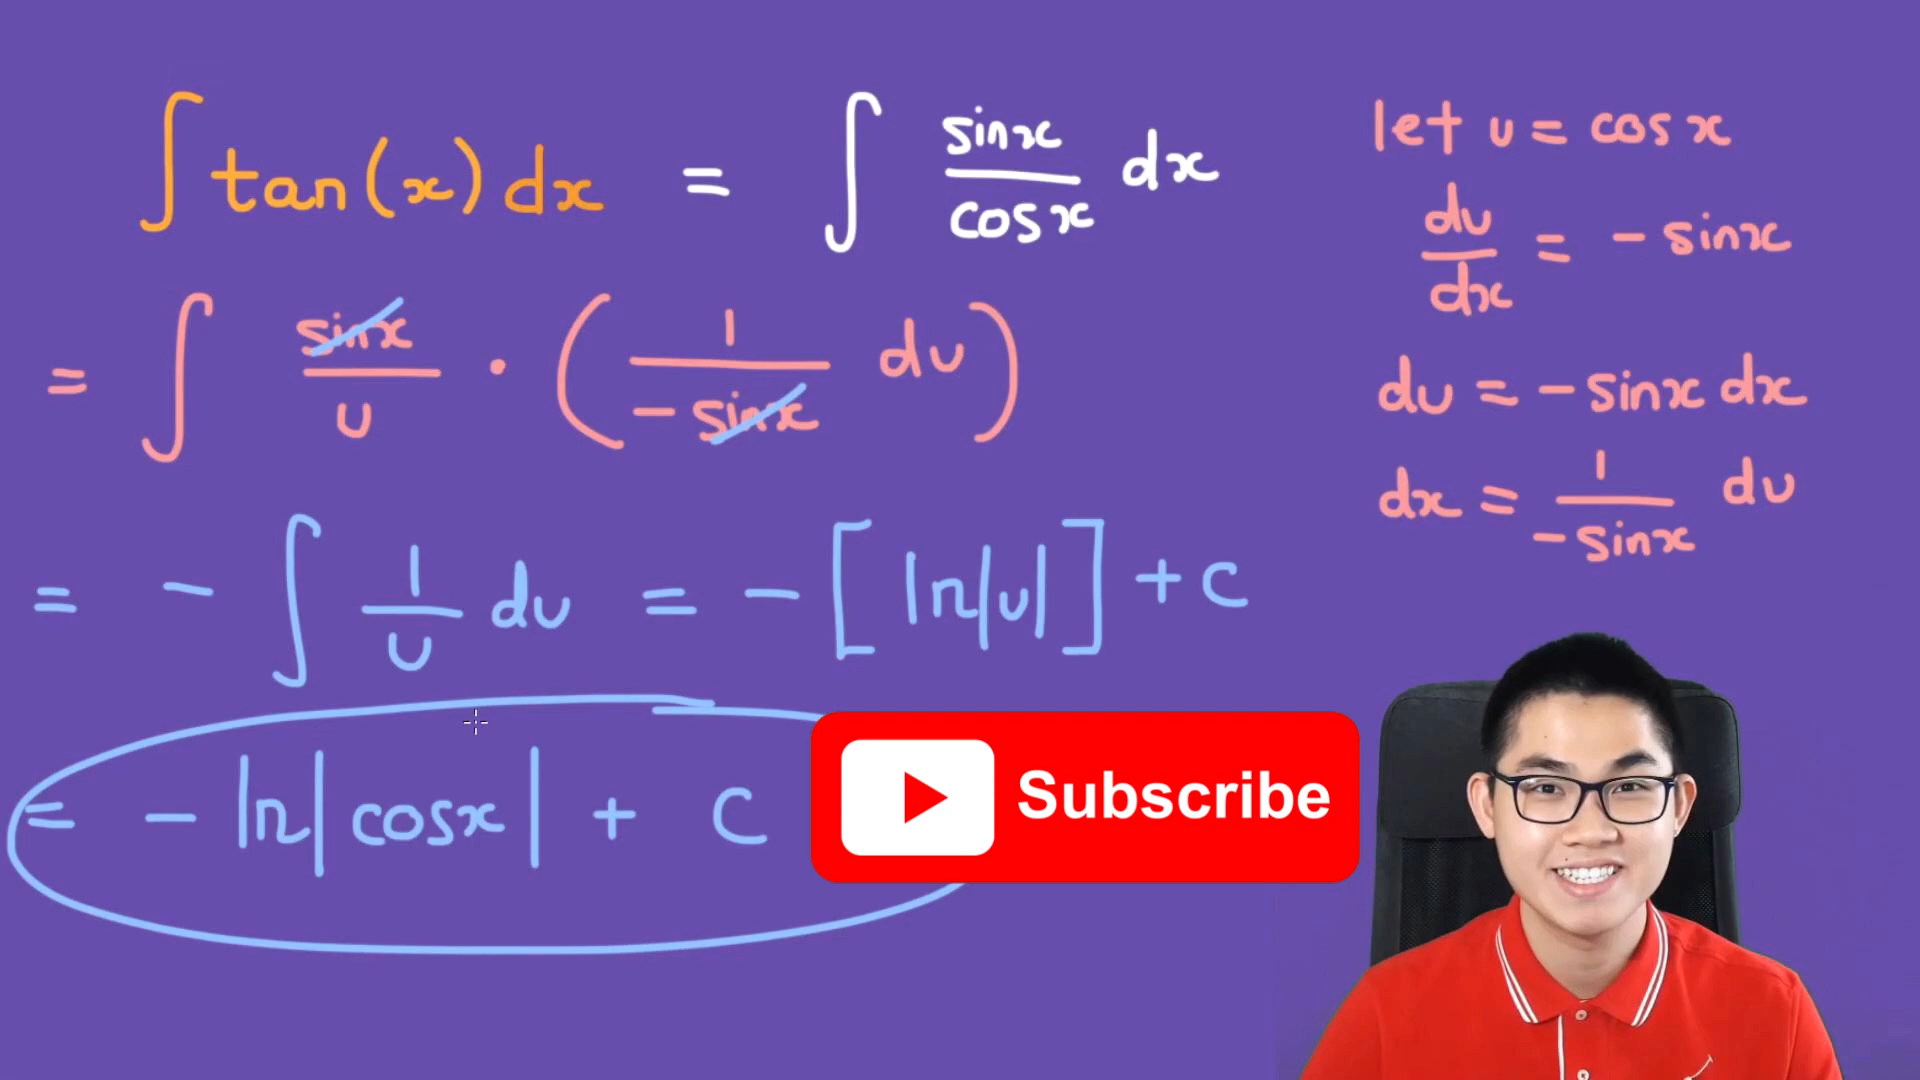 ∫ tan(x) dx = ∫ sinx/cosx dx
= ∫ sinx/u · (1/-sinx du)
= - ∫ 1/u du = - [ln|u|] + c
= - ln|cosx| + c
let u = cosx
du/dx = - sinx
du = - sinx dx
dx = 1/-sinx du
Subscribe